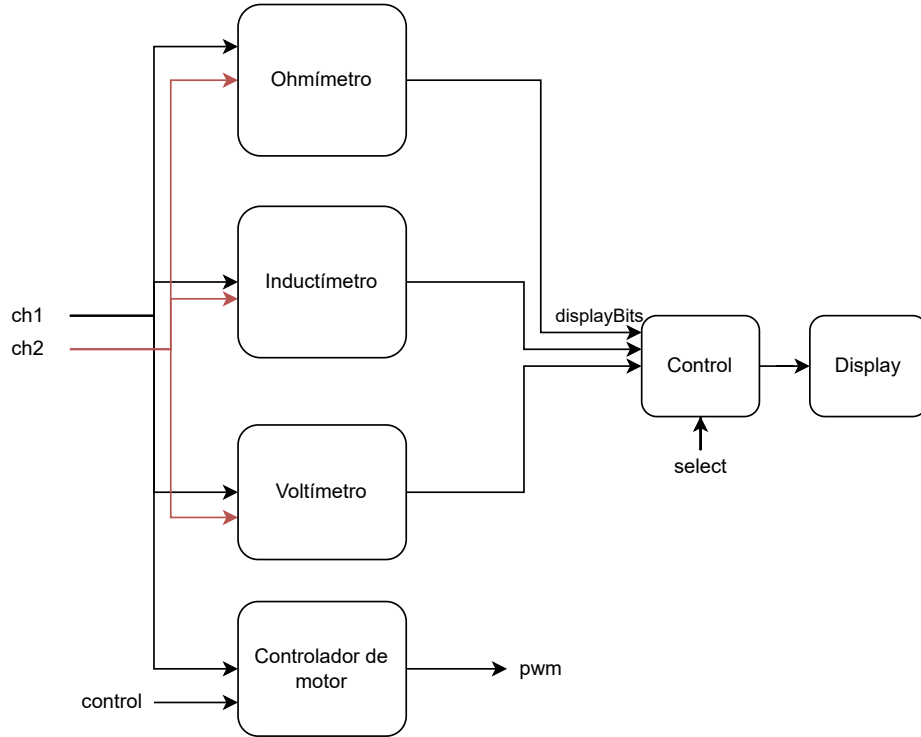 Ohmímetro
Inductímetro
ch1
displayBits
ch2
Control
Display
select
Voltímetro
Controlador de
motor
pwm
control